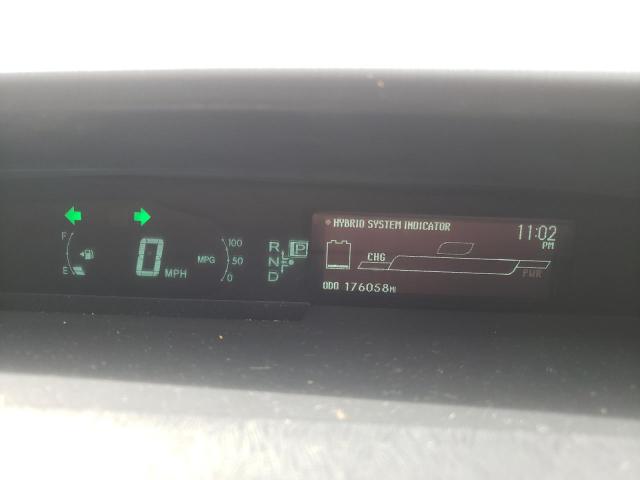 HYBRID SYSTEM INDICATOR
11:02
PM
F
E
0 MPH
MPG
100
50
0
R
N
D
P
CHG
PWR
ODO 176058MI